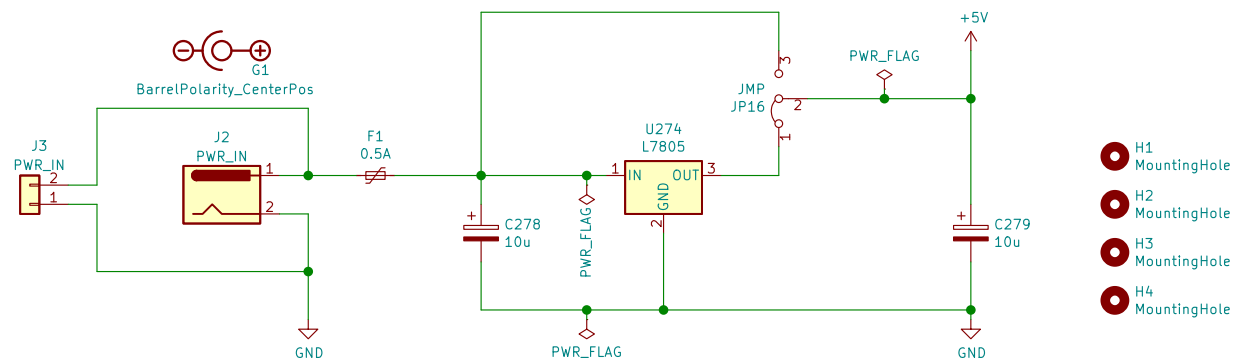 G1
BarrelPolarity_CenterPos
J3
PWR_IN
2
1
J2
PWR_IN
1
2
F1
0.5A
GND
C278
10u
PWR_FLAG
PWR_FLAG
U274
L7805
1
IN
OUT
3
GND
2
JMP
JP16
3
2
1
PWR_FLAG
+5V
C279
10u
GND
H1
MountingHole
H2
MountingHole
H3
MountingHole
H4
MountingHole